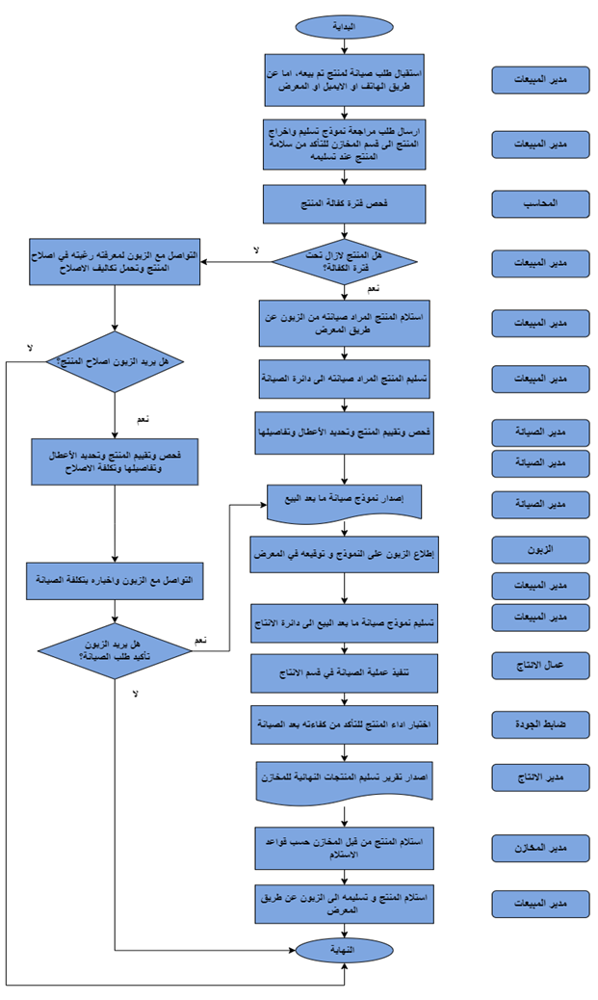 البداية
استقبال طلب صيانة لمنتج تم بيعه، اما عن
طريق الهاتف او الايميل او المعرض
مدير المبيعات
ارسال طلب مراجعة نموذج تسليم واخراج
المنتج الى قسم المخازن للتأكد من سلامة
المنتج عند تسليمه
مدير المبيعات
فحص فترة كفالة المنتج
المحاسب
هل المنتج لازال تحت
فترة الكفالة؟
مدير المبيعات
لا
التواصل مع الزبون لمعرفته رغبته في اصلاح
المنتج وتحمل تكاليف الاصلاح
نعم
استلام المنتج المراد صيانته من الزبون عن
طريق المعرض
مدير المبيعات
هل يريد الزبون اصلاح المنتج؟
لا
نعم
تسليم المنتج المراد صيانته الى دائرة الصيانة
مدير المبيعات
فحص وتقييم المنتج وتحديد الأعطال وتفاصيلها
مدير الصيانة
فحص وتقييم المنتج وتحديد الأعطال
وتفاصيلها وتكلفة الاصلاح
مدير الصيانة
إصدار نموذج صيانة ما بعد البيع
مدير الصيانة
إطلاع الزبون على النموذج و توقيعه في المعرض
الزبون
التواصل مع الزبون واخباره بتكلفة الصيانة
مدير المبيعات
تسليم نموذج صيانة ما بعد البيع الى دائرة الانتاج
مدير المبيعات
هل يريد الزبون
تأكيد طلب الصيانة؟
نعم
لا
تنفيذ عملية الصيانة في قسم الانتاج
عمال الانتاج
اختبار اداء المنتج للتأكد من كفاءته بعد الصيانة
ضابط الجودة
اصدار تقرير تسليم المنتجات النهائية للمخازن
مدير الانتاج
استلام المنتج من قبل المخازن حسب قواعد
الاستلام
مدير المخازن
استلام المنتج و تسليمه الى الزبون عن طريق
المعرض
مدير المبيعات
النهاية